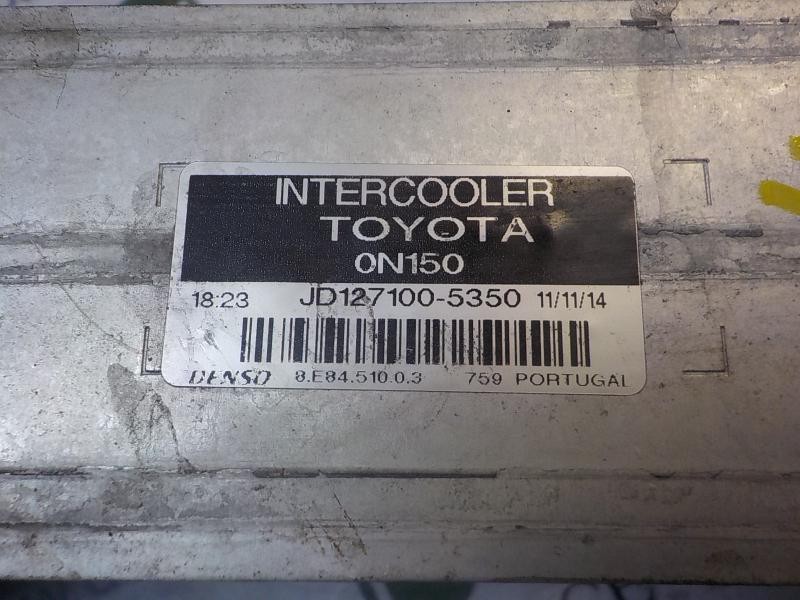 INTERCOOLER
TOYOTA
0N150
18:23 JD127100-5350 11/11/14
DENSO 8.E84.510.0.3 759 PORTUGAL